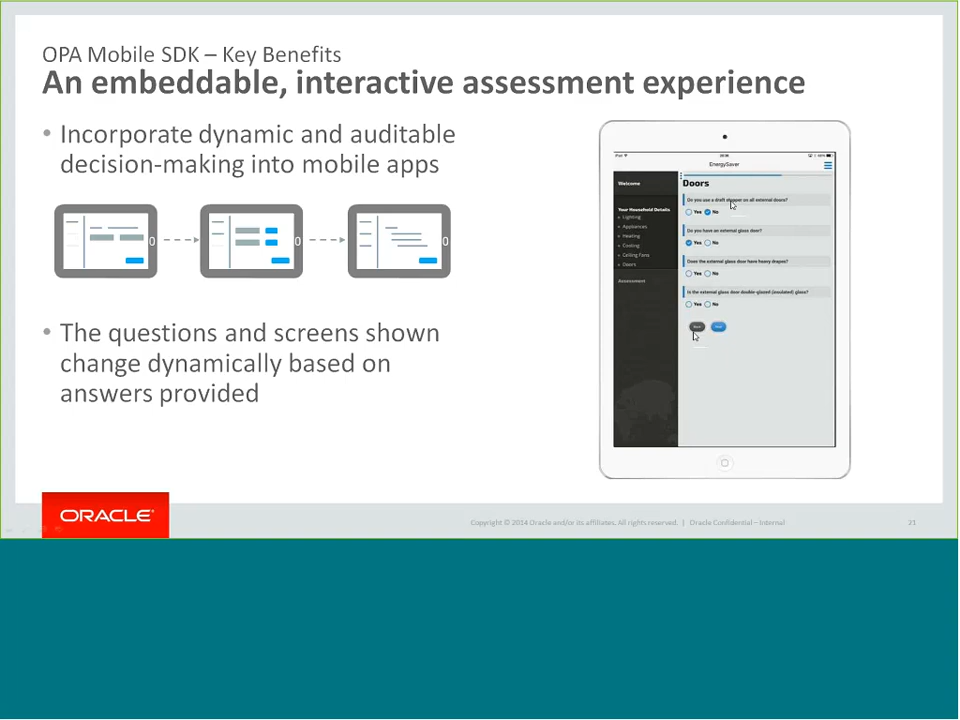 OPA Mobile SDK – Key Benefits
An embeddable, interactive assessment experience
• Incorporate dynamic and auditable
decision-making into mobile apps
0
0
0
• The questions and screens shown
change dynamically based on
answers provided
EnergySaver
Welcome
Your Household Details
Lighting
Appliances
Heating
Cooking
Ceiling Fans
Doors
Assessment
Doors
Do you use a draft stopper on all external doors?
Yes No
Do you have an external glass door?
Yes No
Does the external glass door have heavy drapes?
Yes No
Is the external glass door double-glazed (insulated) glass?
Yes No
ORACLE®
Copyright © 2014 Oracle and/or its affiliates. All rights reserved. | Oracle Confidential – Internal
21